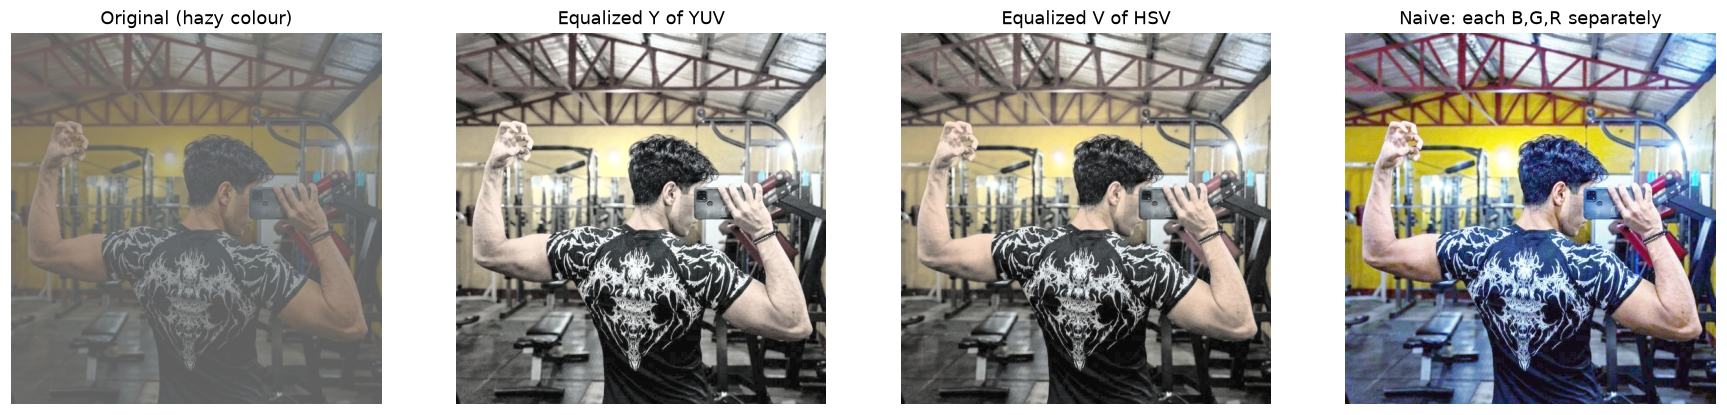 Original (hazy colour)
Equalized Y of YUV
Equalized V of HSV
Naive: each B,G,R separately